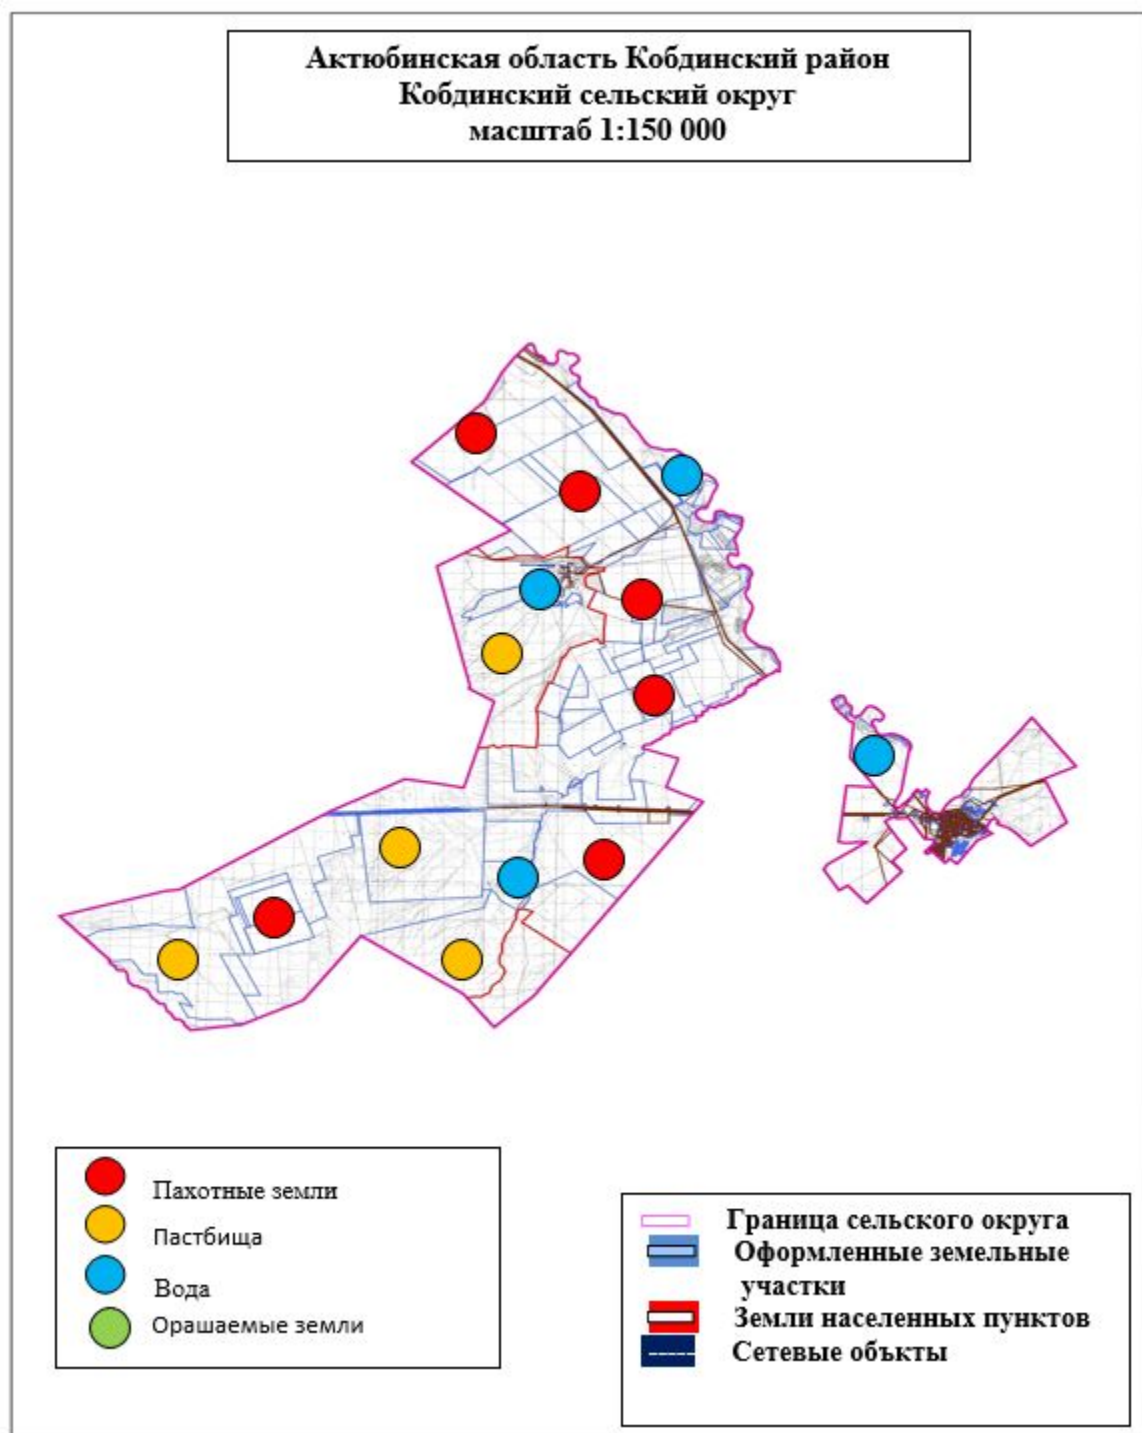 Актюбинская область Кобдинский район
Кобдинский сельский округ
масштаб 1:150 000
Пахотные земли
Пастбища
Вода
Орашаемые земли
Граница сельского округа
Оформленные земельные
участки
Земли населенных пунктов
Сетевые объкты